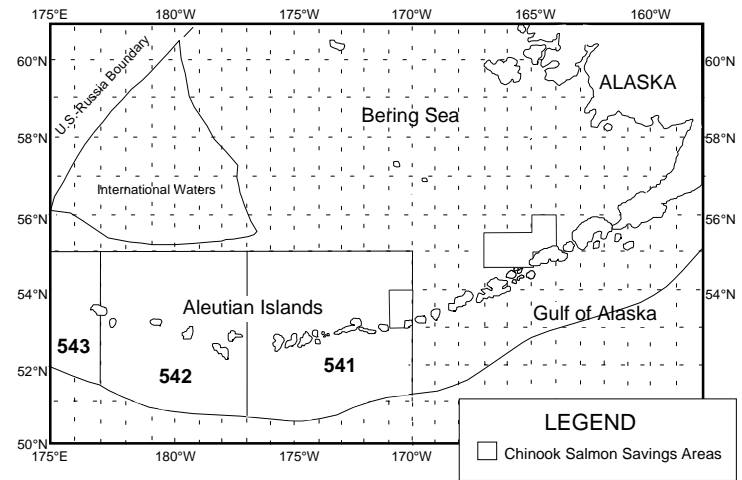 175°E
180°W
175°W
170°W
165°W
160°W
60°N
60°N
U.S.-Russia Boundary
ALASKA
Bering Sea
58°N
58°N
International Waters
56°N
56°N
54°N
54°N
Aleutian Islands
Gulf of Alaska
543
542
541
52°N
50°N
175°E
180°W
175°W
170°W
LEGEND
Chinook Salmon Savings Areas